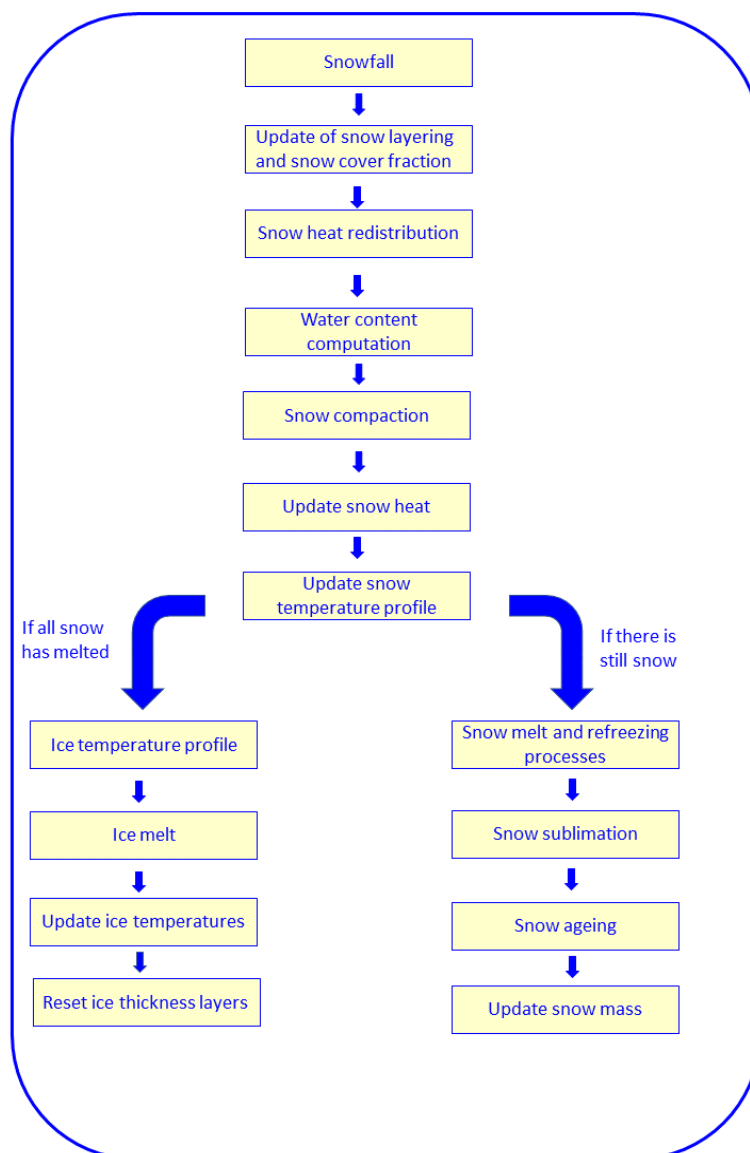 Snowfall
Update of snow layering
and snow cover fraction
Snow heat redistribution
Water content
computation
Snow compaction
Update snow heat
Update snow
temperature profile
If all snow
has melted
If there is
still snow
Ice temperature profile
Ice melt
Update ice temperatures
Reset ice thickness layers
Snow melt and refreezing
processes
Snow sublimation
Snow ageing
Update snow mass